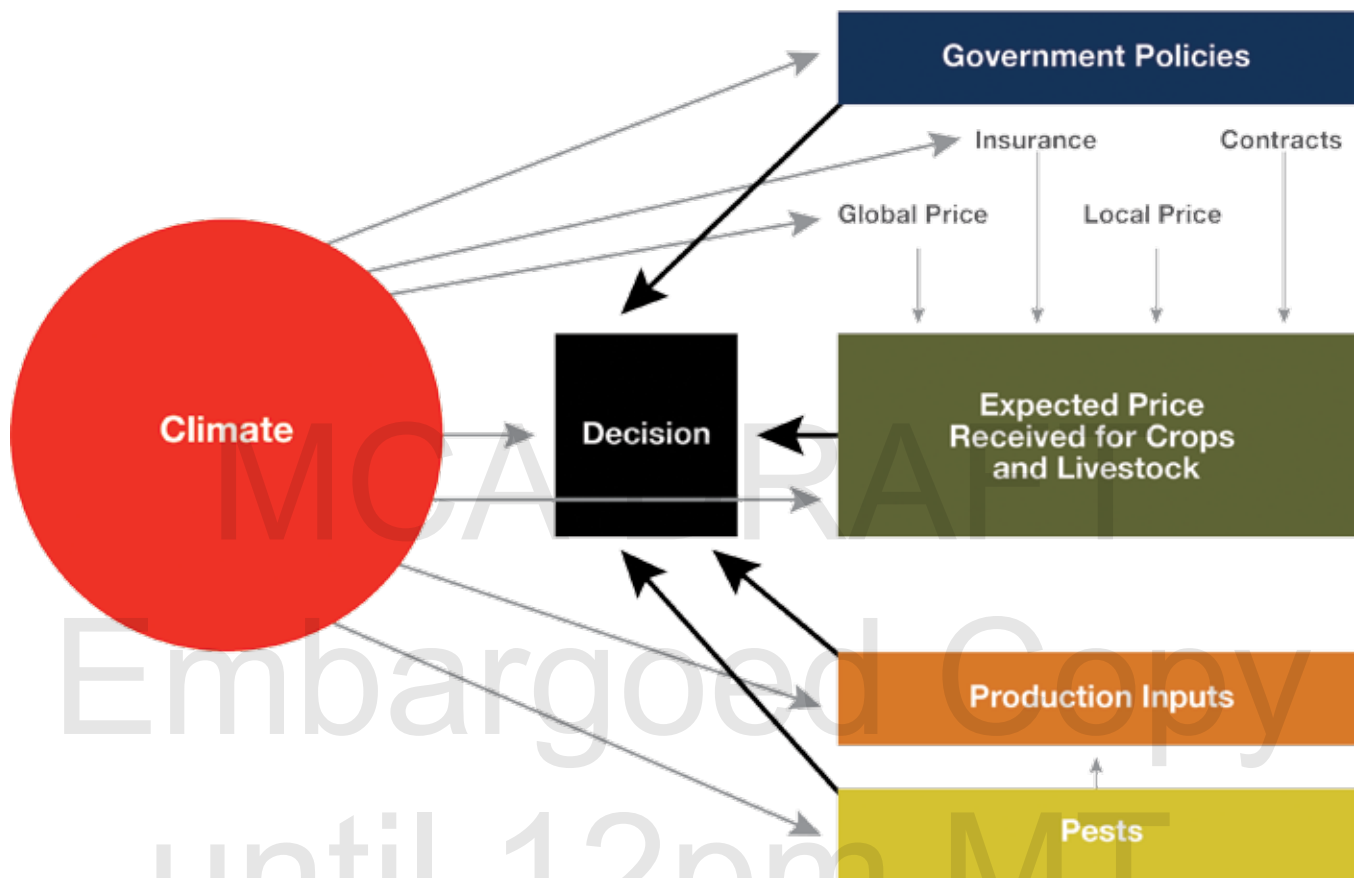 Government Policies
Insurance
Contracts
Global Price
Local Price
Climate
Decision
Expected Price
Received for Crops
and Livestock
MCA DRAFT
Embargoed Copy
Production Inputs
Pests
until 12pm MT